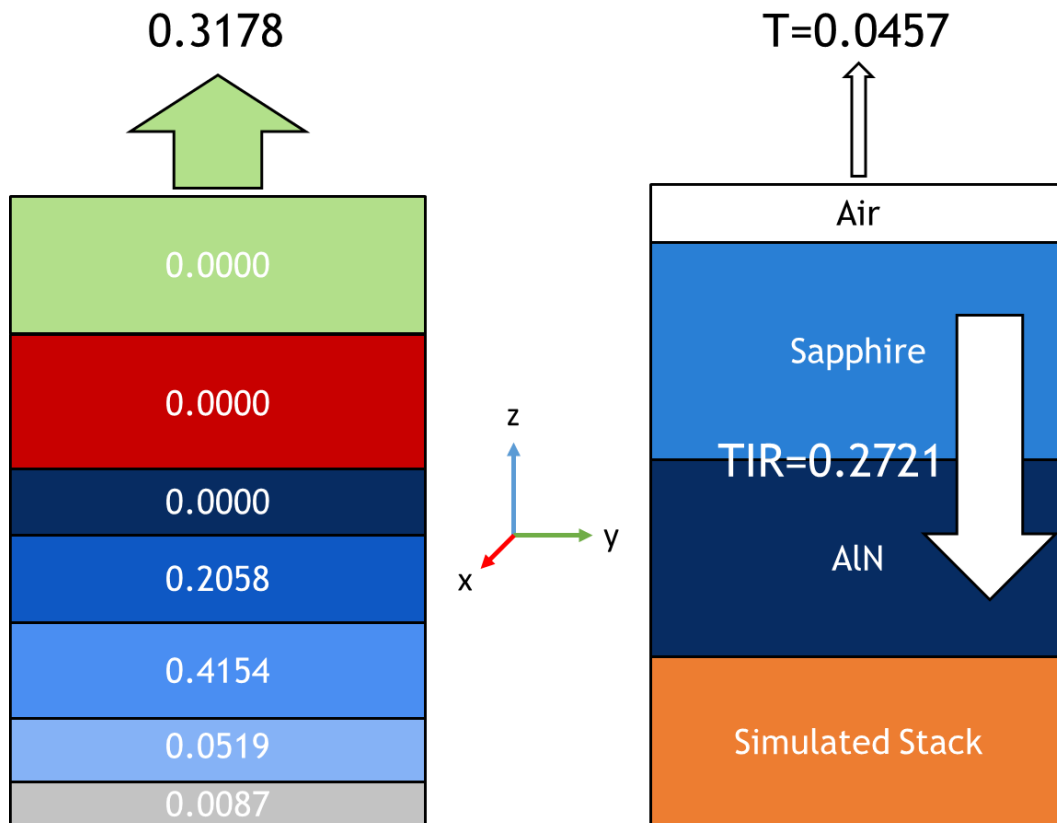 0.3178
0.0000
0.0000
0.0000
0.2058
0.4154
0.0519
0.0087
z
y
x
T=0.0457
Air
Sapphire
TIR=0.2721
AlN
Simulated Stack